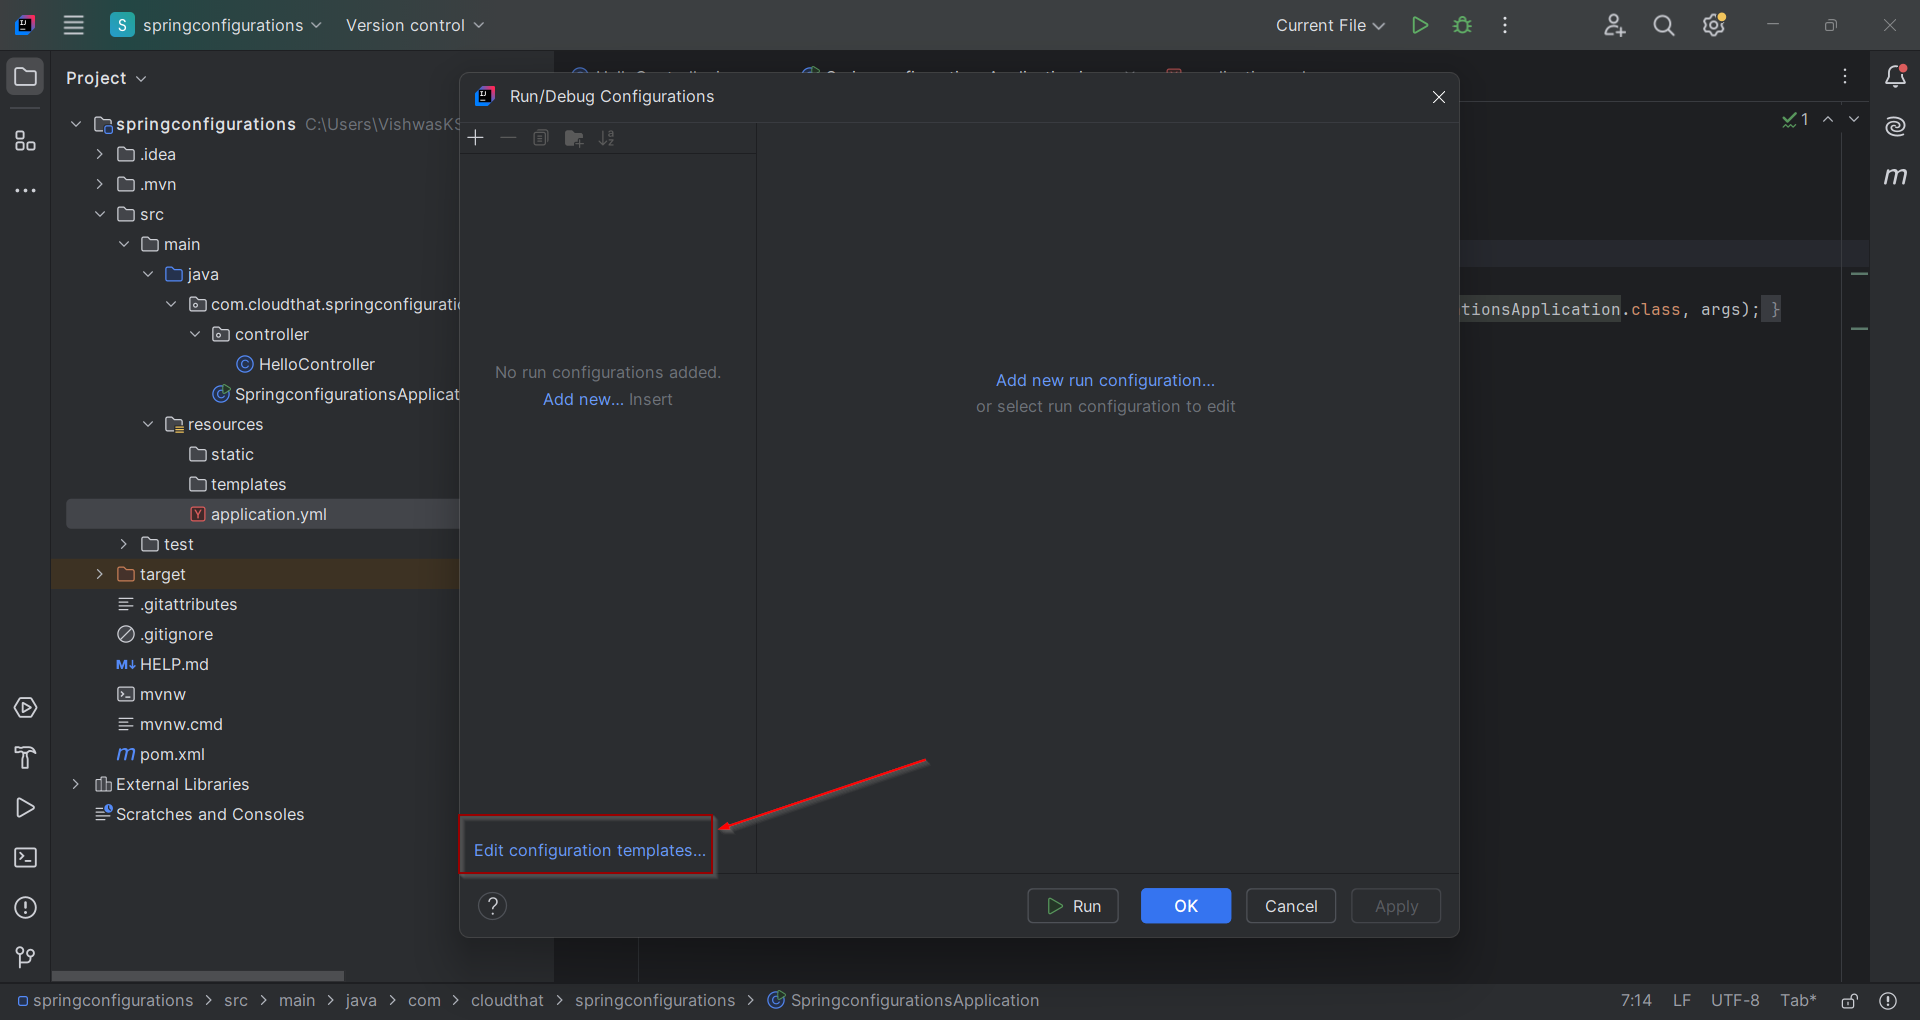 S springconfigurations Version control Current File
Project
Run/Debug Configurations
springconfigurations C:\Users\VishwasKS
1
.idea
.mvn
src
main
java
com.cloudthat.springconfigurati
controller
HelloController
SpringconfigurationsApplicat
resources
static
templates
application.yml
test
target
.gitattributes
.gitignore
M↓ HELP.md
mvnw
mvnw.cmd
m pom.xml
External Libraries
Scratches and Consoles
No run configurations added.
Add new... Insert
Add new run configuration...
or select run configuration to edit
tionsApplication.class, args); }
m
Edit configuration templates...
? Run OK Cancel Apply
springconfigurations > src > main > java > com > cloudthat > springconfigurations > SpringconfigurationsApplication 7:14 LF UTF-8 Tab*